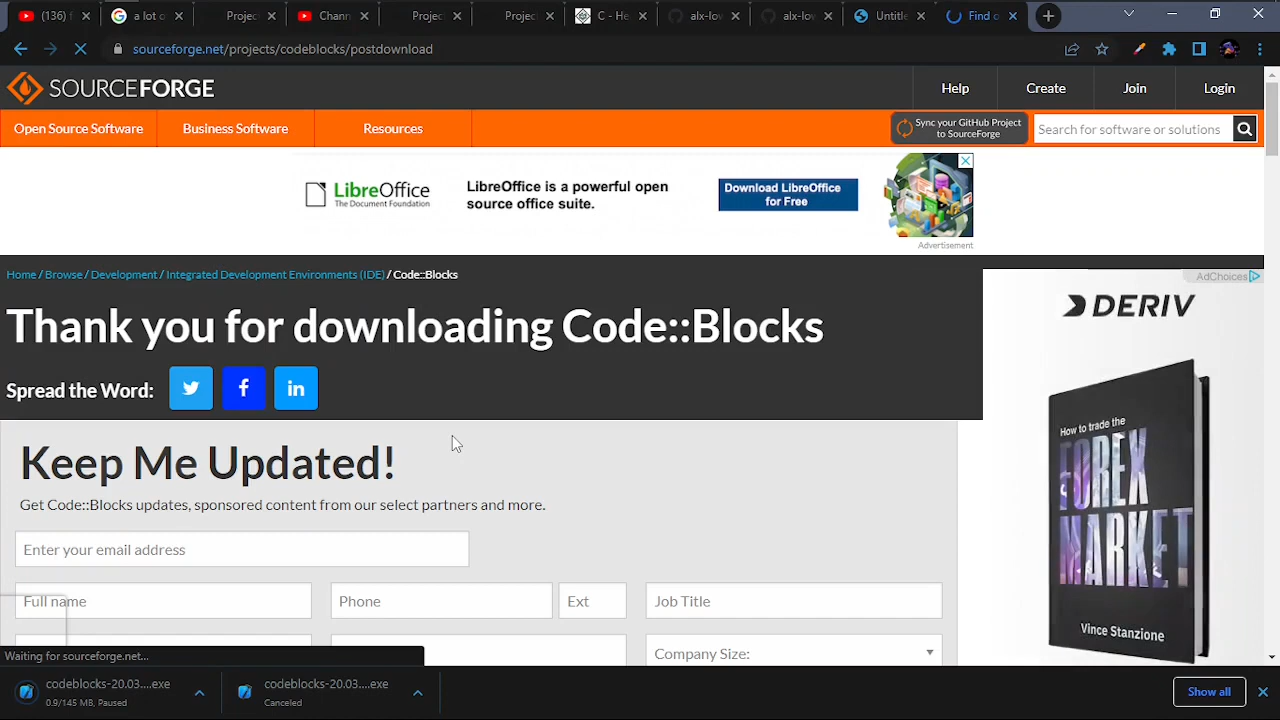 (136) f
a lot o
Projec
Chann
Projec
Projec
C - He
alx-lov
alx-lov
Untitle
Find o
sourceforge.net/projects/codeblocks/postdownload
SOURCEFORGE
Help
Create
Join
Login
Open Source Software
Business Software
Resources
Sync your GitHub Project
to SourceForge
Search for software or solutions
LibreOffice
The Document Foundation
LibreOffice is a powerful open
source office suite.
Download LibreOffice
for Free
Advertisement
Home / Browse / Development / Integrated Development Environments (IDE) / Code::Blocks
AdChoices
Thank you for downloading Code::Blocks
DERIV
Spread the Word:
How to trade the
FOREX
MARKET
Vince Stanzione
Keep Me Updated!
Get Code::Blocks updates, sponsored content from our select partners and more.
Enter your email address
Full name
Phone
Ext
Job Title
Company Size:
Waiting for sourceforge.net...
codeblocks-20.03....exe
0.9/145 MB, Paused
codeblocks-20.03....exe
Canceled
Show all